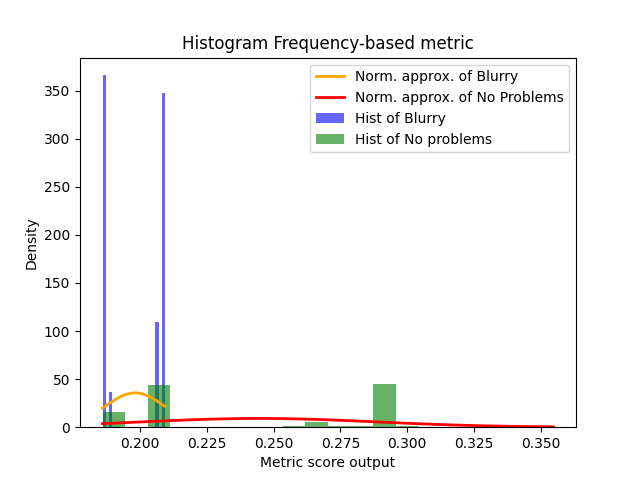 Histogram Frequency-based metric
Norm. approx. of Blurry
Norm. approx. of No Problems
Hist of Blurry
Hist of No problems
Density
350
300
250
200
150
100
50
0
0.200
0.225
0.250
0.275
0.300
0.325
0.350
Metric score output